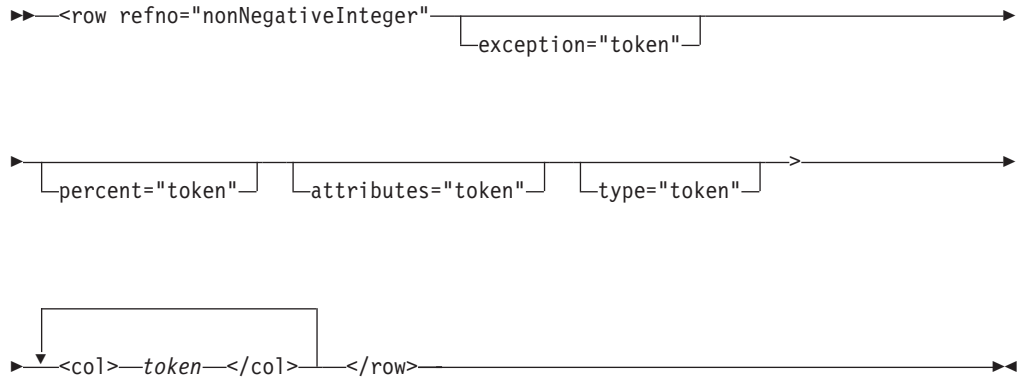 <row refno="nonNegativeInteger"
exception="token"
>
percent="token" attributes="token" type="token"
<col> token </col> </row>